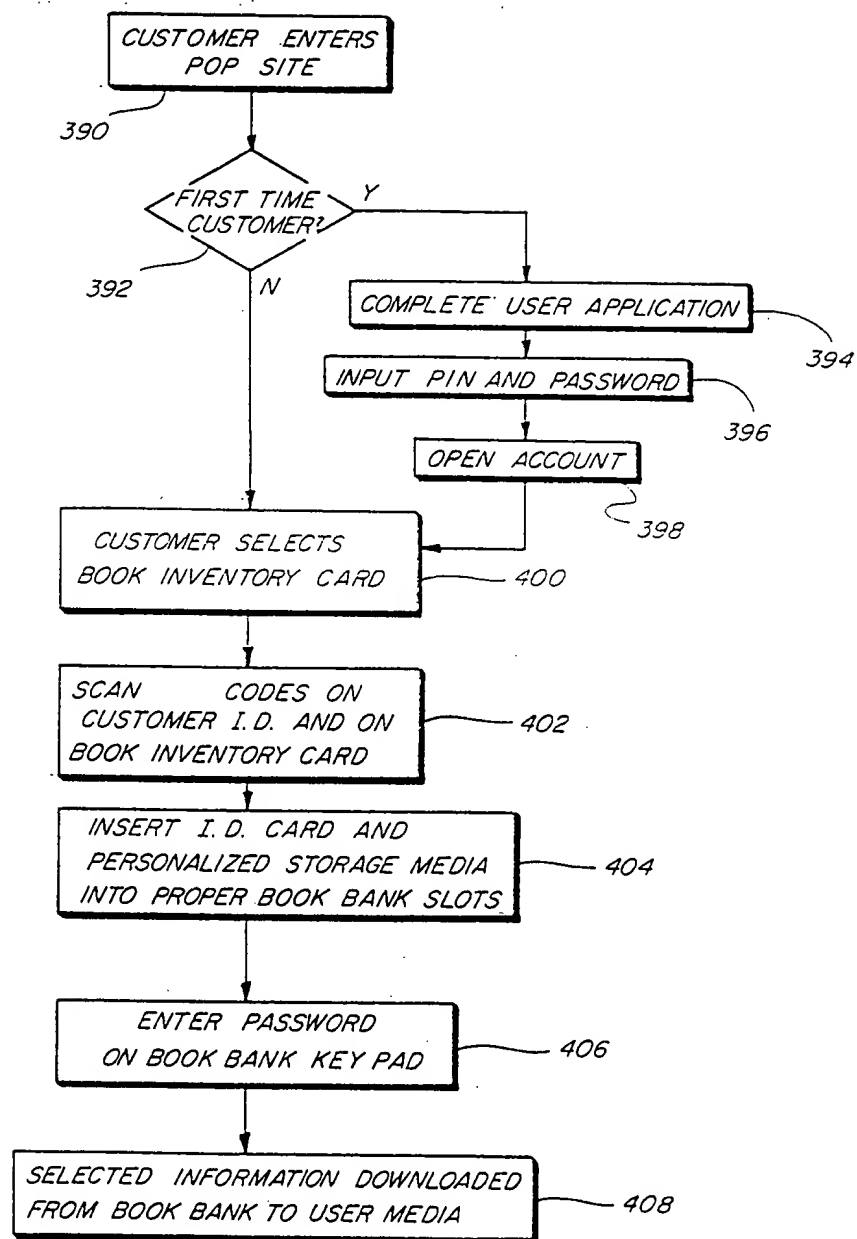 CUSTOMER ENTERS
POP SITE
390
FIRST TIME
CUSTOMER?
Y
392
N
COMPLETE USER APPLICATION
394
INPUT PIN AND PASSWORD
396
OPEN ACCOUNT
398
CUSTOMER SELECTS
BOOK INVENTORY CARD
400
SCAN CODES ON
CUSTOMER I.D. AND ON
BOOK INVENTORY CARD
402
INSERT I.D. CARD AND
PERSONALIZED STORAGE MEDIA
INTO PROPER BOOK BANK SLOTS
404
ENTER PASSWORD
ON BOOK BANK KEY PAD
406
SELECTED INFORMATION DOWNLOADED
FROM BOOK BANK TO USER MEDIA
408